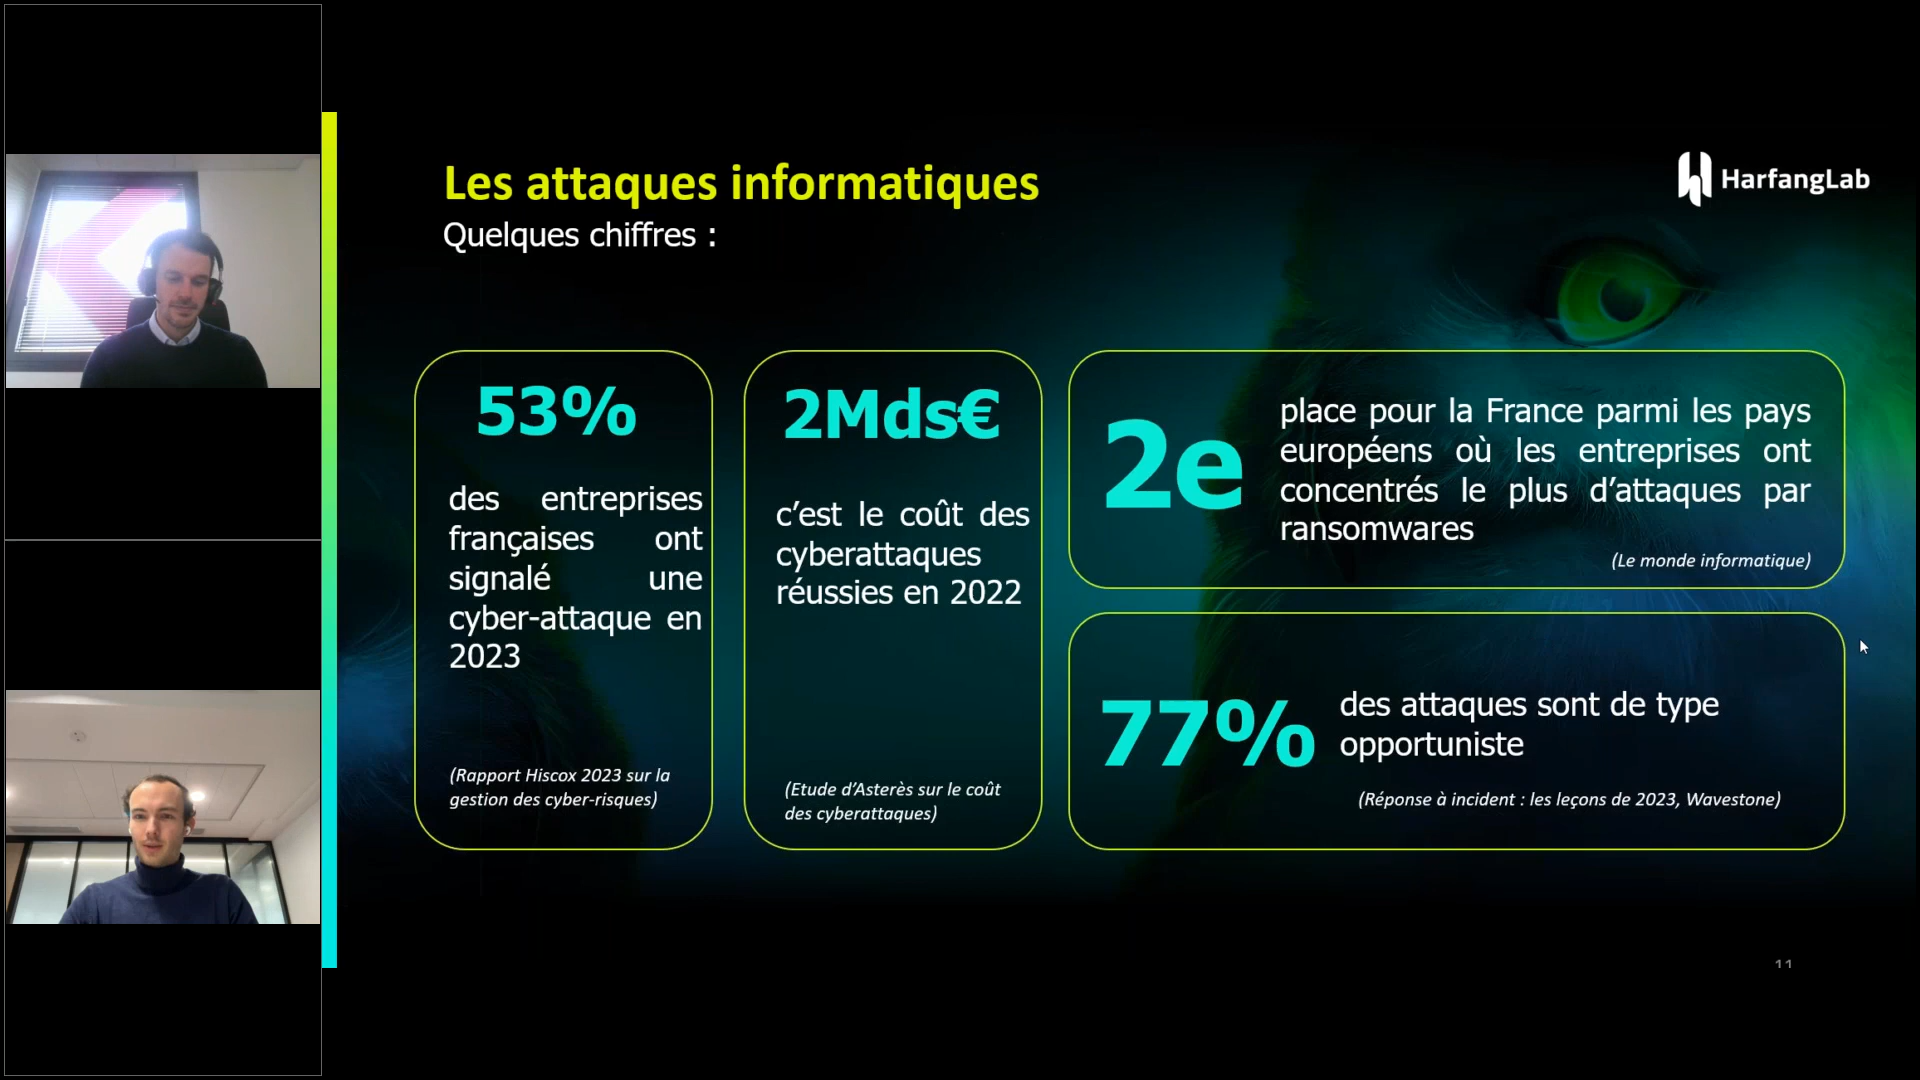 Les attaques informatiques
HarfangLab
Quelques chiffres :
53%
des entreprises
françaises ont
signalé une
cyber-attaque en
2023
(Rapport Hiscox 2023 sur la
gestion des cyber-risques)
2Mds€
c’est le coût des
cyberattaques
réussies en 2022
(Etude d’Asterès sur le coût
des cyberattaques)
2e
place pour la France parmi les pays
européens où les entreprises ont
concentrés le plus d’attaques par
ransomwares
(Le monde informatique)
77%
des attaques sont de type
opportuniste
(Réponse à incident : les leçons de 2023, Wavestone)
11